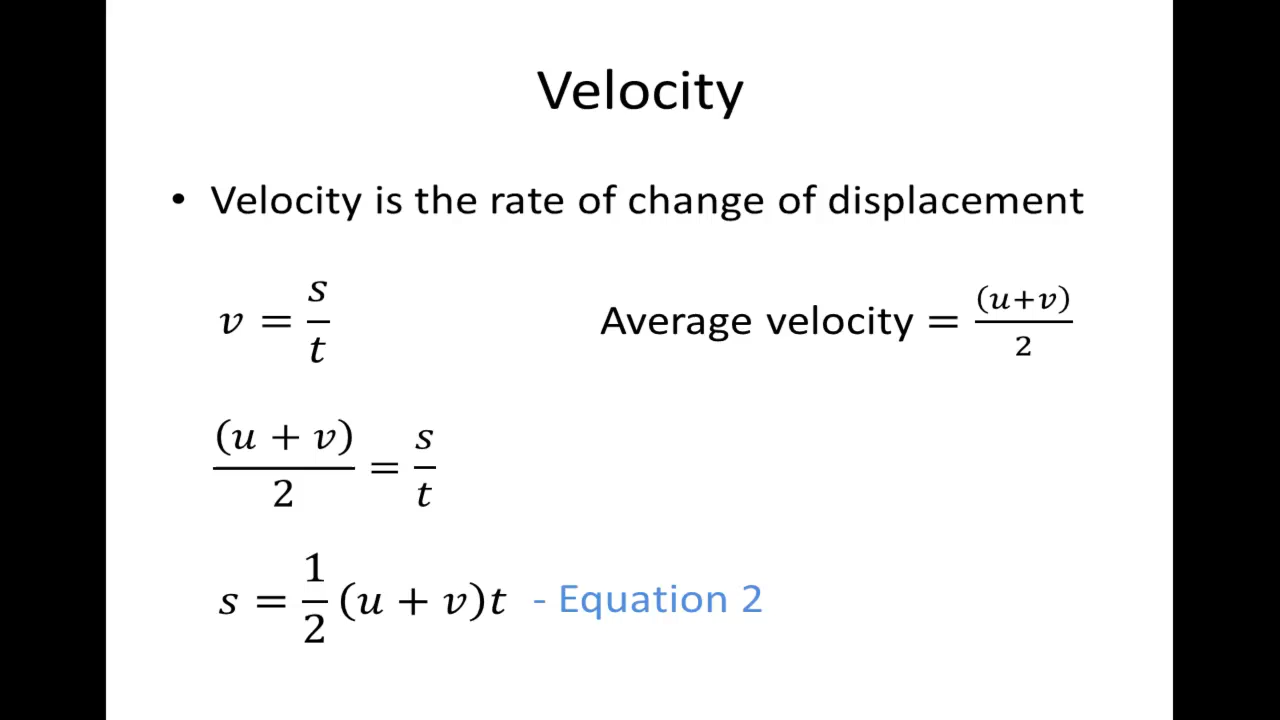 Velocity
• Velocity is the rate of change of displacement
v = s/t
Average velocity = (u+v)/2
(u + v)/2 = s/t
s = 1/2 (u + v)t - Equation 2